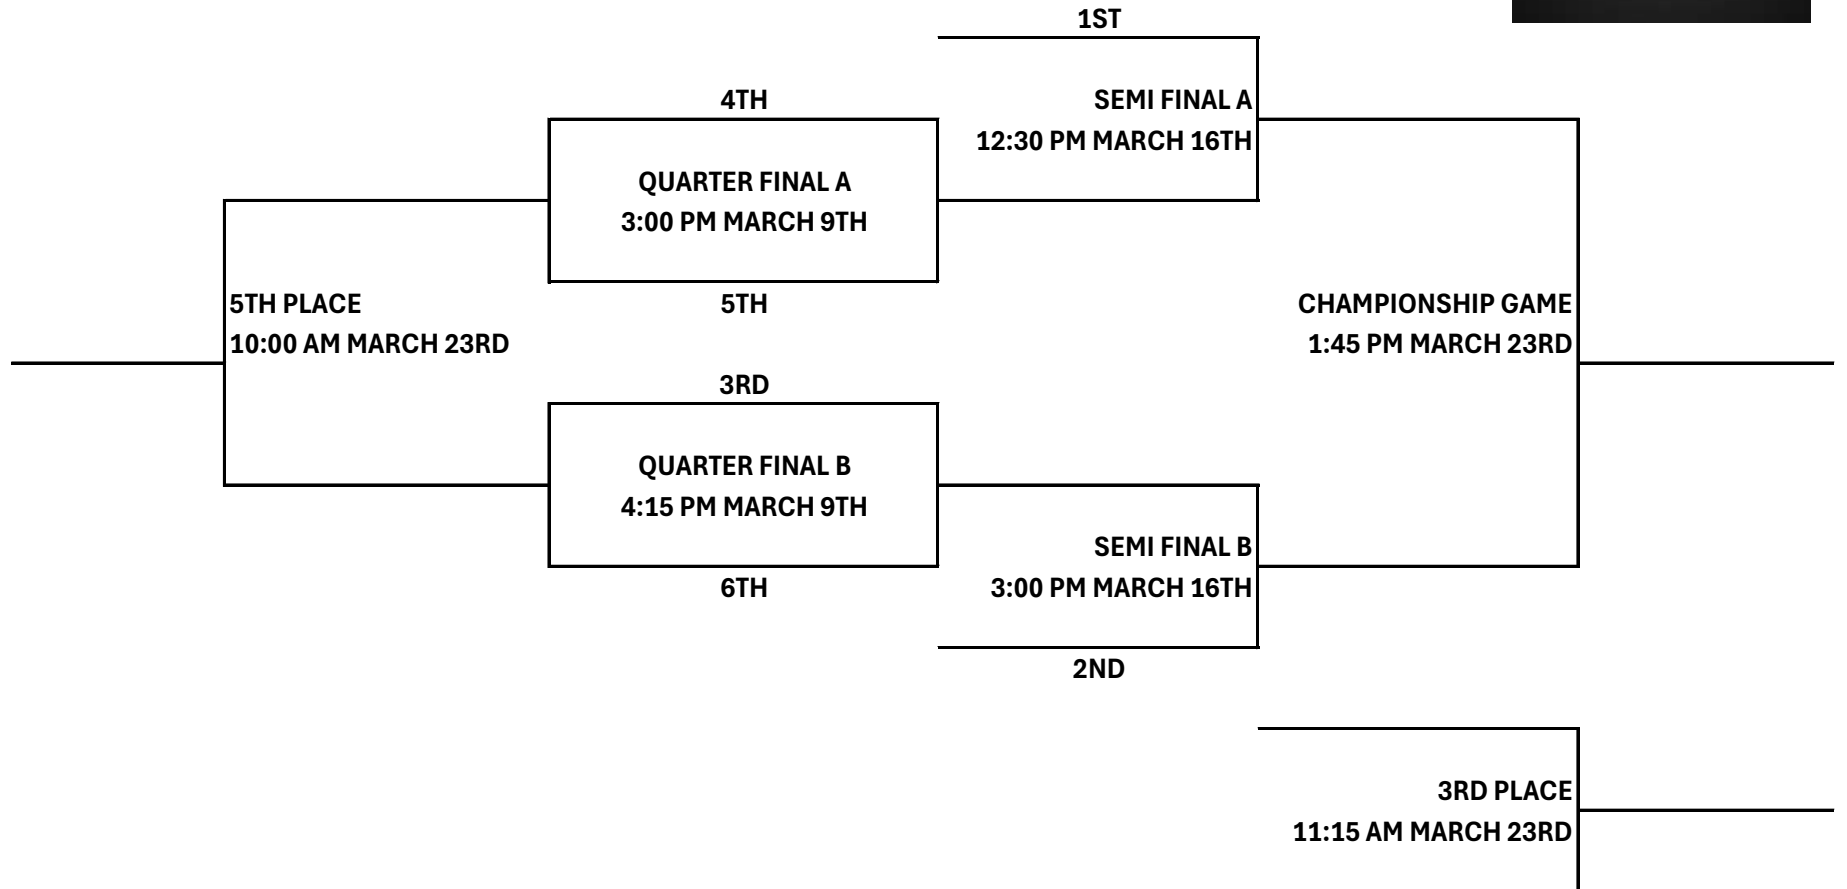 1ST
4TH
SEMI FINAL A
12:30 PM MARCH 16TH
QUARTER FINAL A
3:00 PM MARCH 9TH
5TH
5TH PLACE
10:00 AM MARCH 23RD
CHAMPIONSHIP GAME
1:45 PM MARCH 23RD
3RD
QUARTER FINAL B
4:15 PM MARCH 9TH
SEMI FINAL B
3:00 PM MARCH 16TH
6TH
2ND
3RD PLACE
11:15 AM MARCH 23RD